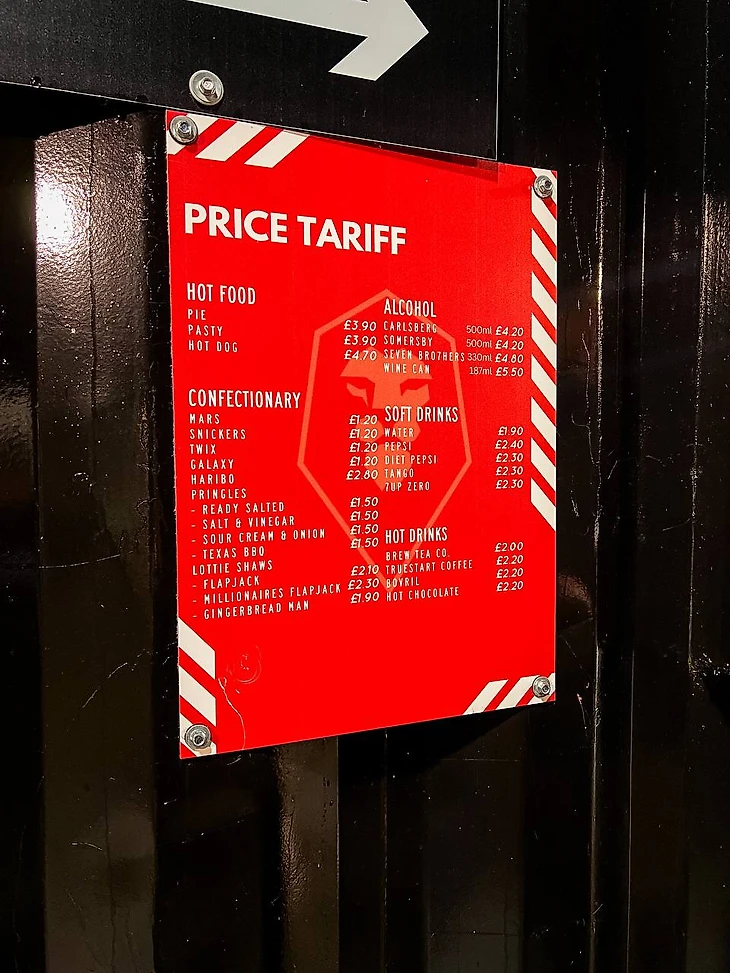 PRICE TARIFF
HOT FOOD
PIE £3.90
PASTY £3.90
HOT DOG £4.70
CONFECTIONARY
MARS £1.20
SNICKERS £1.20
TWIX £1.20
GALAXY £1.20
HARIBO £2.80
PRINGLES
- READY SALTED £1.50
- SALT & VINEGAR £1.50
- SOUR CREAM & ONION £1.50
- TEXAS BBQ £1.50
LOTTIE SHAWS
- FLAPJACK £2.10
- MILLIONAIRES FLAPJACK £2.30
- GINGERBREAD MAN £1.90
ALCOHOL
CARLSBERG 500ml £4.20
SOMERSBY 500ml £4.20
SEVEN BROTHERS 330ml £4.80
WINE CAN 187ml £5.50
SOFT DRINKS
WATER £1.90
PEPSI £2.40
DIET PEPSI £2.30
TANGO £2.30
7UP ZERO £2.30
HOT DRINKS
BREW TEA CO. £2.00
TRUESTART COFFEE £2.20
BOVRIL £2.20
HOT CHOCOLATE £2.20